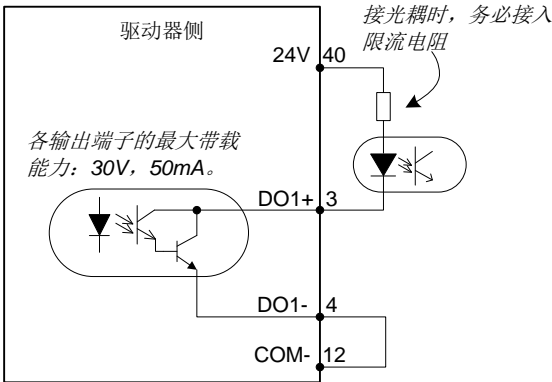 驱动器侧
接光耦时，务必接入
限流电阻
24V 40
各输出端子的最大带载
能力：30V，50mA。
DO1+ 3
DO1- 4
COM- 12